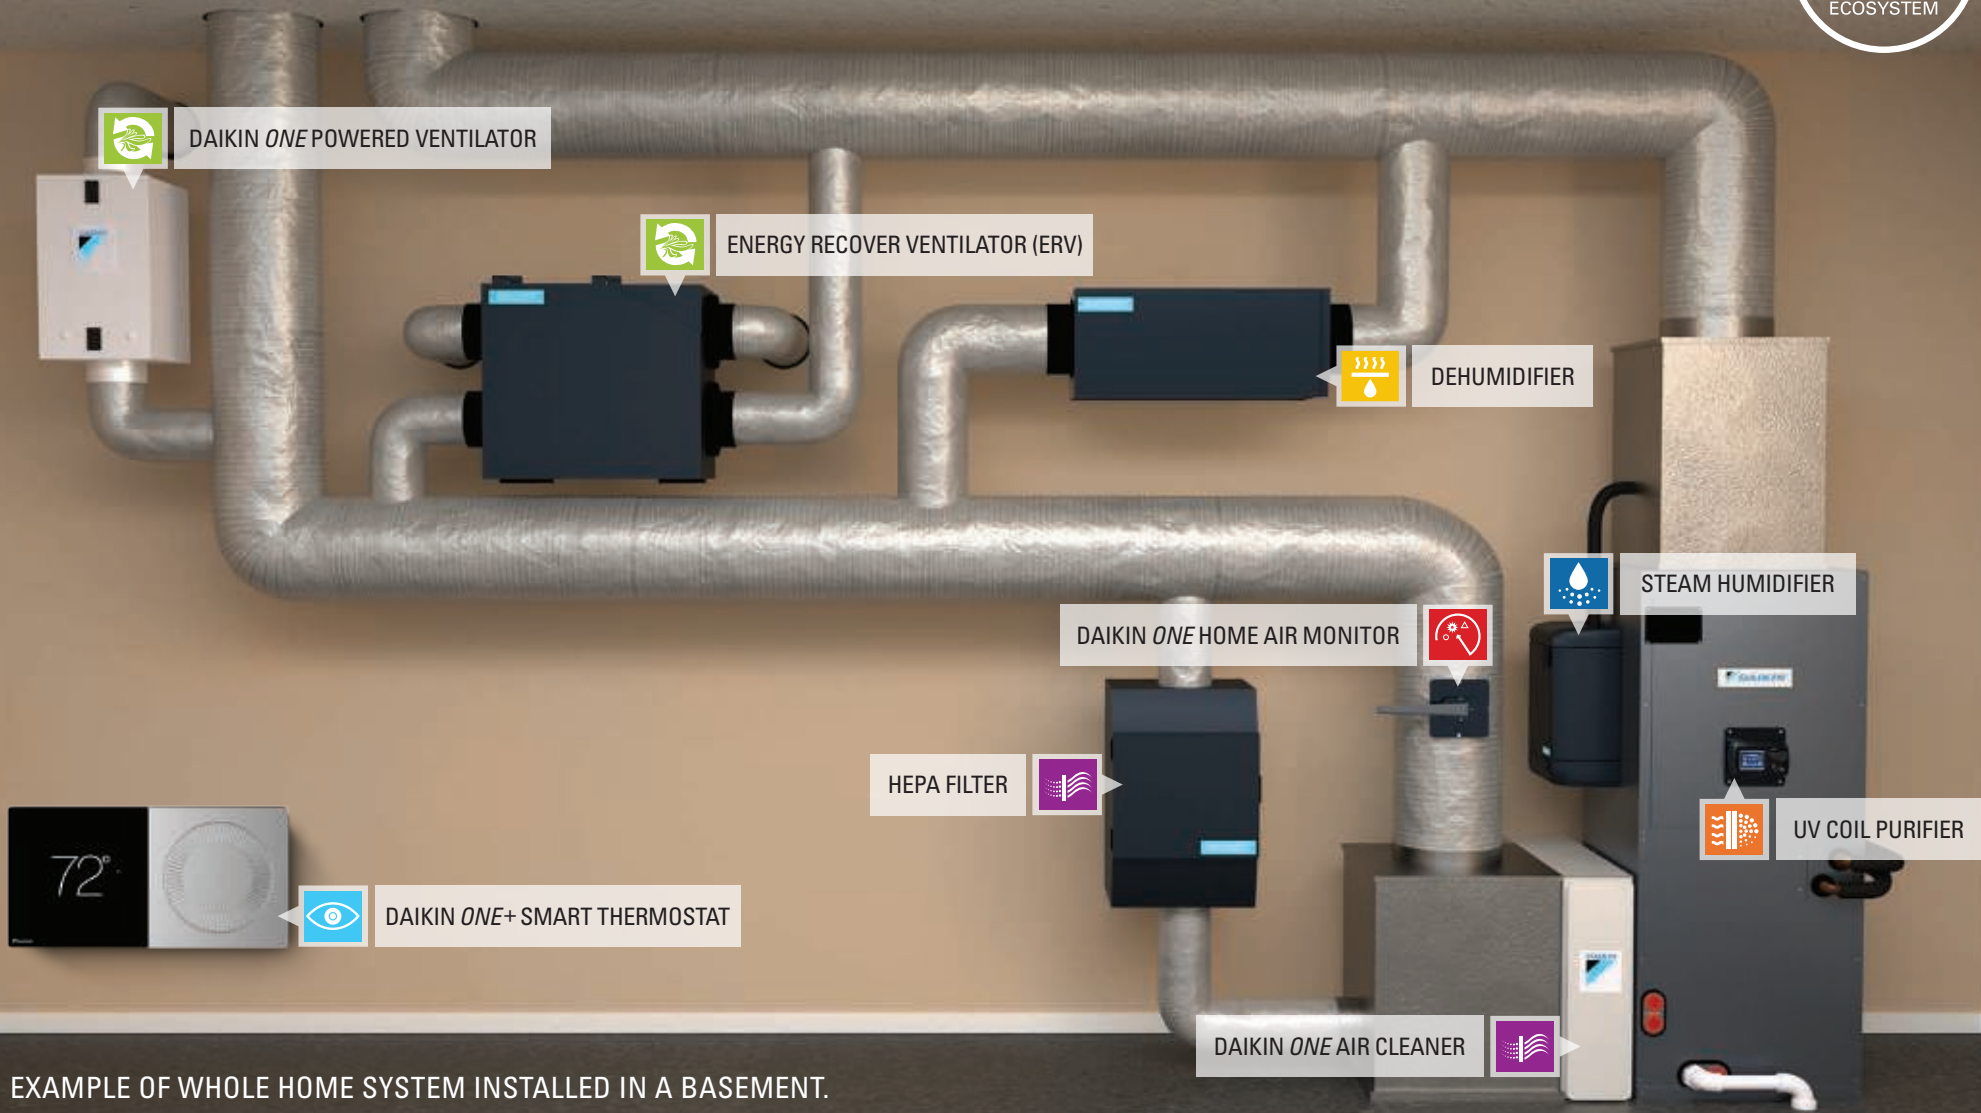 ECOSYSTEM
DAIKIN ONE POWERED VENTILATOR
ENERGY RECOVER VENTILATOR (ERV)
DEHUMIDIFIER
STEAM HUMIDIFIER
DAIKIN ONE HOME AIR MONITOR
DAIKIN
HEPA FILTER
UV COIL PURIFIER
72°
DAIKIN ONE+ SMART THERMOSTAT
DAIKIN ONE AIR CLEANER
EXAMPLE OF WHOLE HOME SYSTEM INSTALLED IN A BASEMENT.